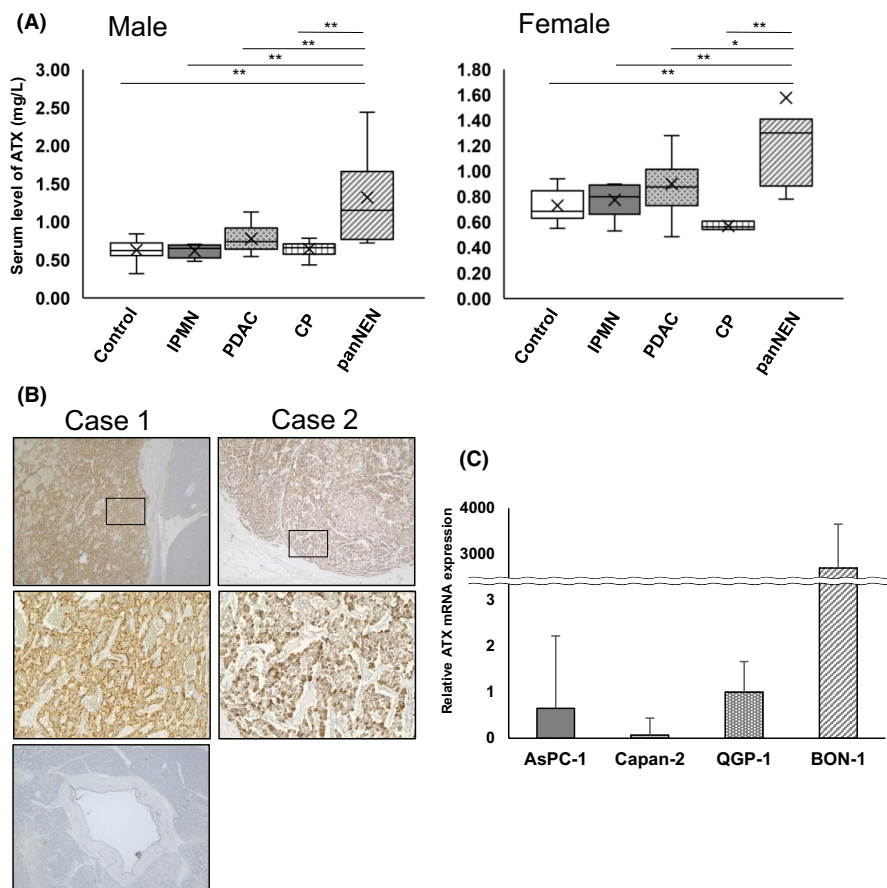 (A)
Male
Female
**
**
**
**
**
*
**
**
Serum level of ATX (mg/L)
3.00
2.50
2.00
1.50
1.00
0.50
0.00
Control
IPMN
PDAC
CP
panNEN
1.80
1.60
1.40
1.20
1.00
0.80
0.60
0.40
0.20
0.00
Control
IPMN
PDAC
CP
panNEN
(B)
Case 1
Case 2
(C)
Relative ATX mRNA expression
4000
3000
3
2
1
0
AsPC-1
Capan-2
QGP-1
BON-1